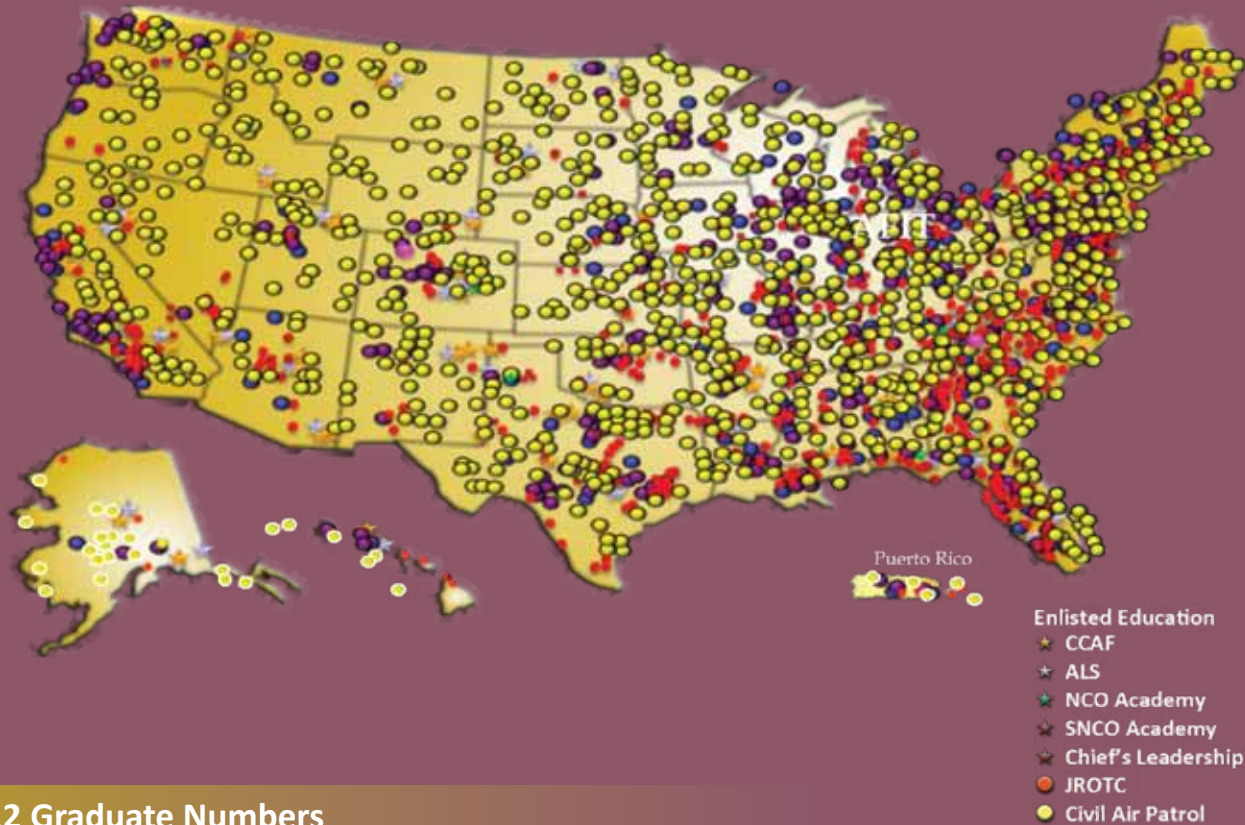 AFIT
Puerto Rico
Enlisted Education
CCAF
ALS
NCO Academy
SNCO Academy
Chief's Leadership
JROTC
Civil Air Patrol
2 Graduate Numbers